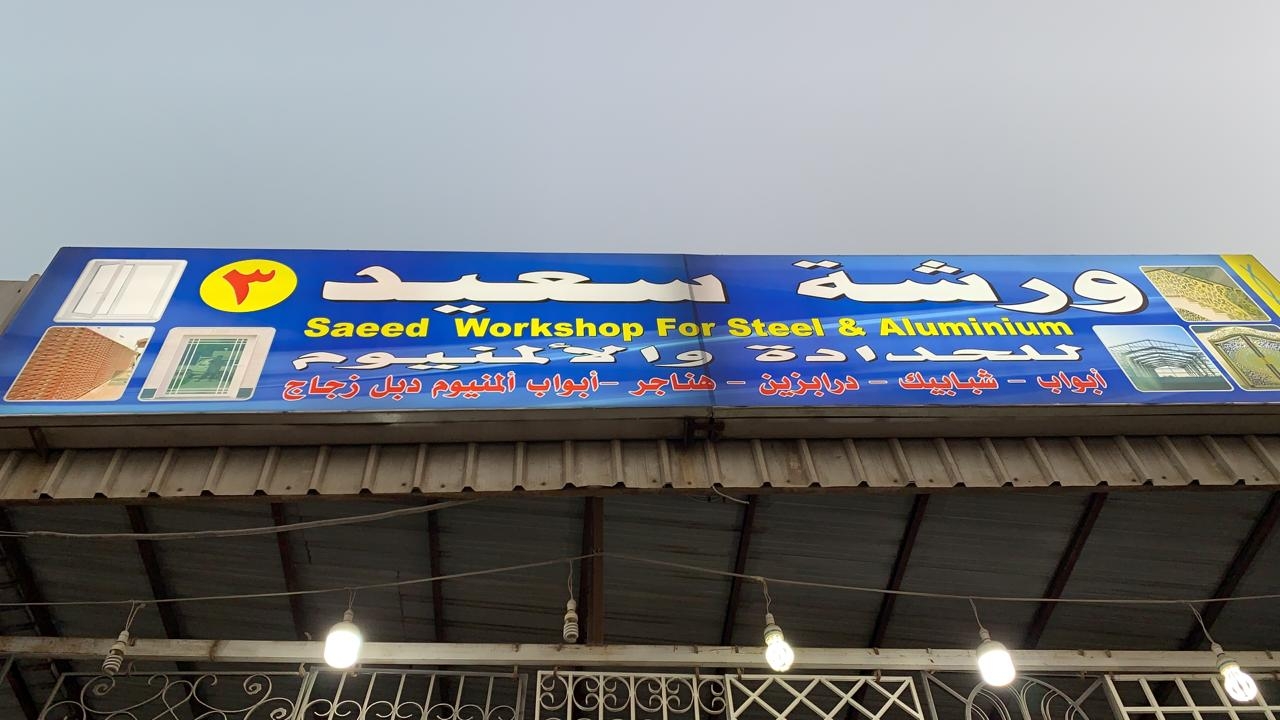 ورشة سعيد ٣
Saeed Workshop For Steel & Aluminium
للحدادة والألمنيوم
أبواب - شبابيك - درابزين - هناجر - أبواب ألمنيوم دبل زجاج